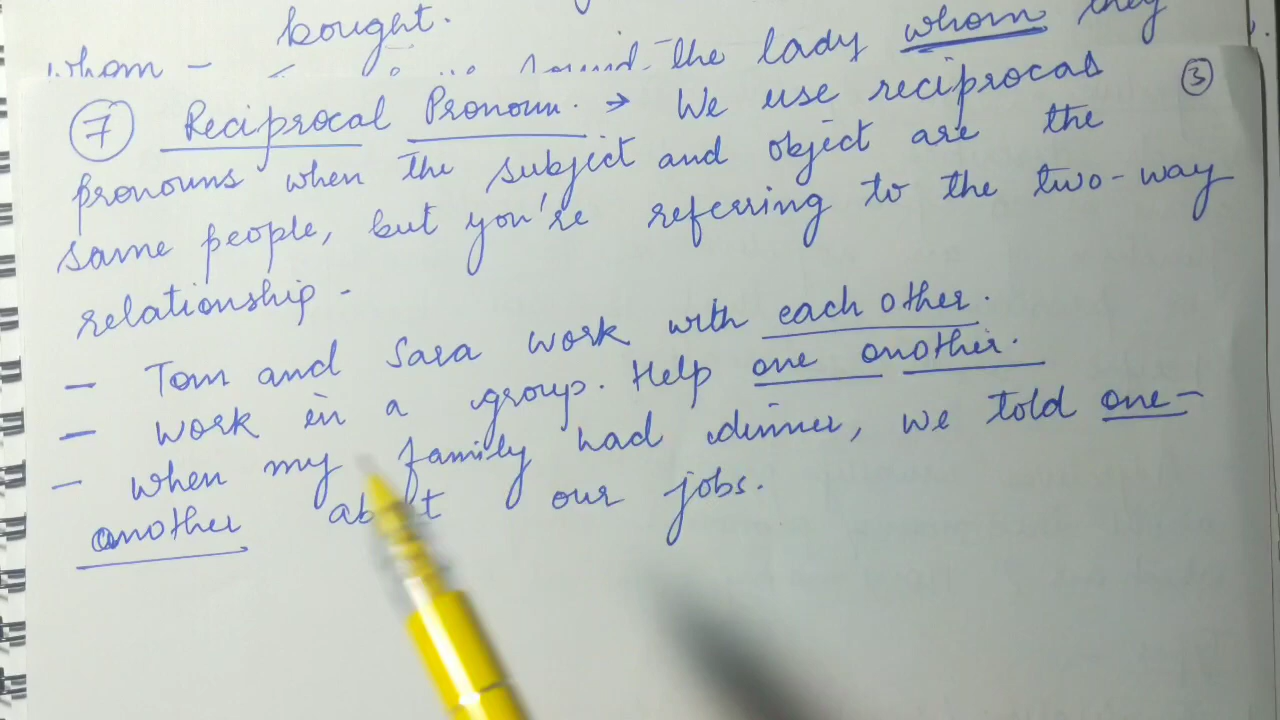 bought.
whom - the lady whom they
⑦ Reciprocal Pronoun. → We use reciprocal ③
pronouns when the subject and object are the
same people, but you're referring to the two-way
relationship.
- Tom and Sara work with each other.
- work in a group. Help one another.
- when my family had dinner, we told one-
another about our jobs.